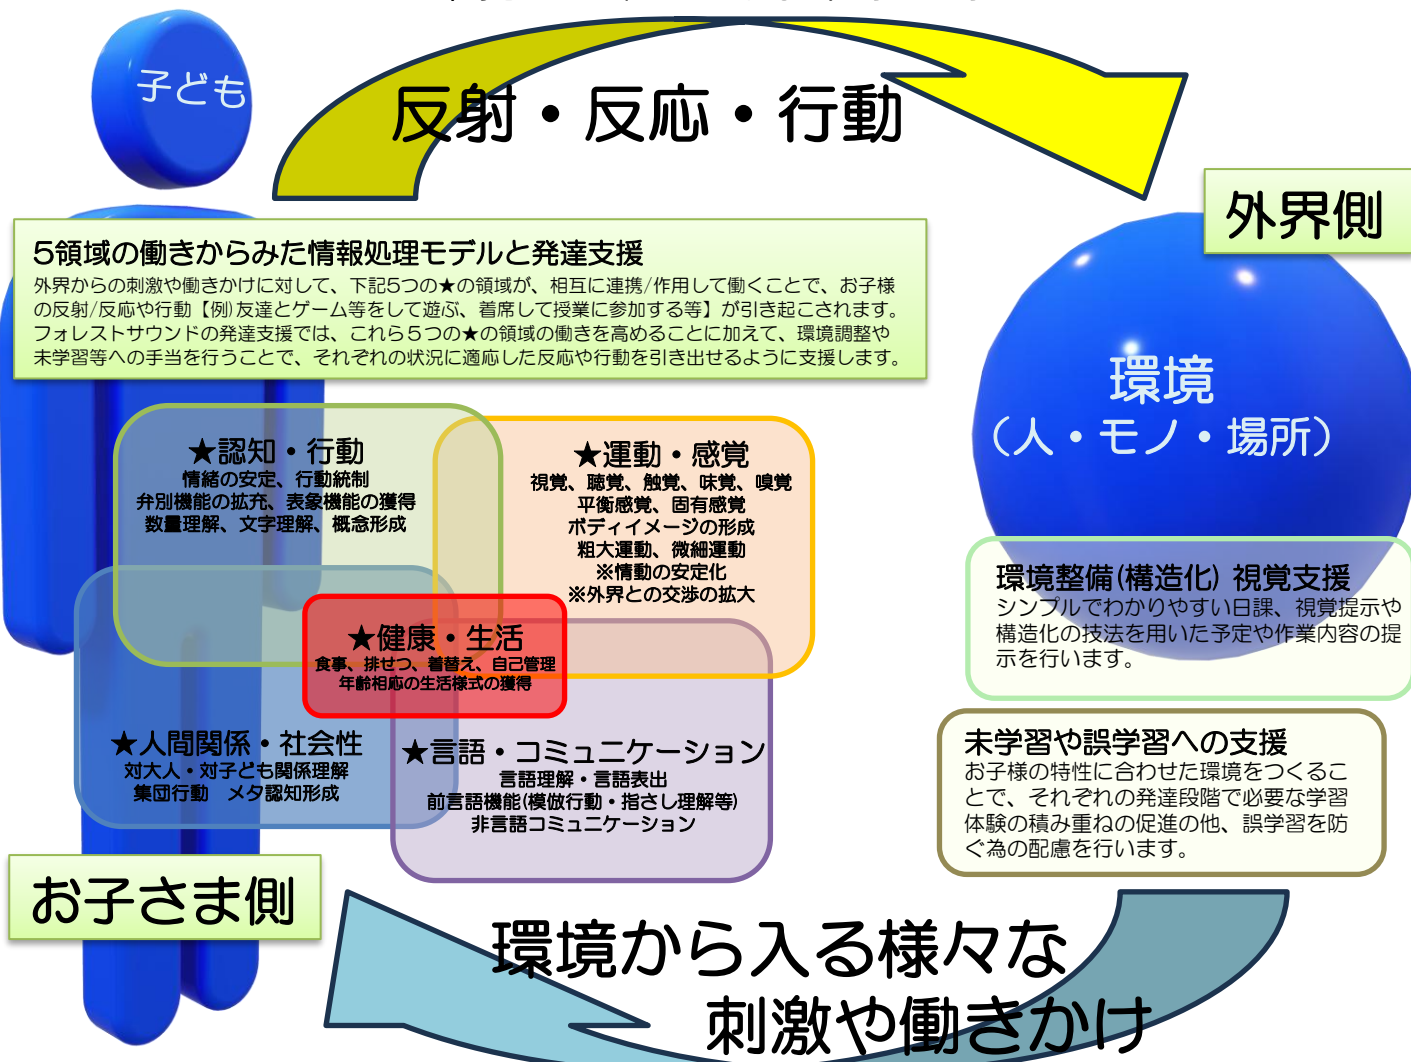 子ども
反射・反応・行動
外界側
5領域の働きからみた情報処理モデルと発達支援
外界からの刺激や働きかけに対して、下記5つの★の領域が、相互に連携/作用して働くことで、お子様
の反射/反応や行動【例)友達とゲーム等をして遊ぶ、着席して授業に参加する等】が引き起こされます。
フォレストサウンドの発達支援では、これら５つの★の領域の働きを高めることに加えて、環境調整や
未学習等への手当を行うことで、それぞれの状況に適応した反応や行動を引き出せるように支援します。
環境
（人・モノ・場所）
★認知・行動
情緒の安定、行動統制
弁別機能の拡充、表象機能の獲得
数量理解、文字理解、概念形成
★運動・感覚
視覚、聴覚、触覚、味覚、嗅覚
平衡感覚、固有感覚
ボディイメージの形成
粗大運動、微細運動
※情動の安定化
※外界との交渉の拡大
★健康・生活
食事、排せつ、着替え、自己管理
年齢相応の生活様式の獲得
★人間関係・社会性
対大人・対子ども関係理解
集団行動　メタ認知形成
★言語・コミュニケーション
言語理解・言語表出
前言語機能(模倣行動・指さし理解等)
非言語コミュニケーション
環境整備(構造化) 視覚支援
シンプルでわかりやすい日課、視覚提示や
構造化の技法を用いた予定や作業内容の提
示を行います。
未学習や誤学習への支援
お子様の特性に合わせた環境をつくるこ
とで、それぞれの発達段階で必要な学習
体験の積み重ねの促進の他、誤学習を防
ぐ為の配慮を行います。
お子さま側
環境から入る様々な
刺激や働きかけ